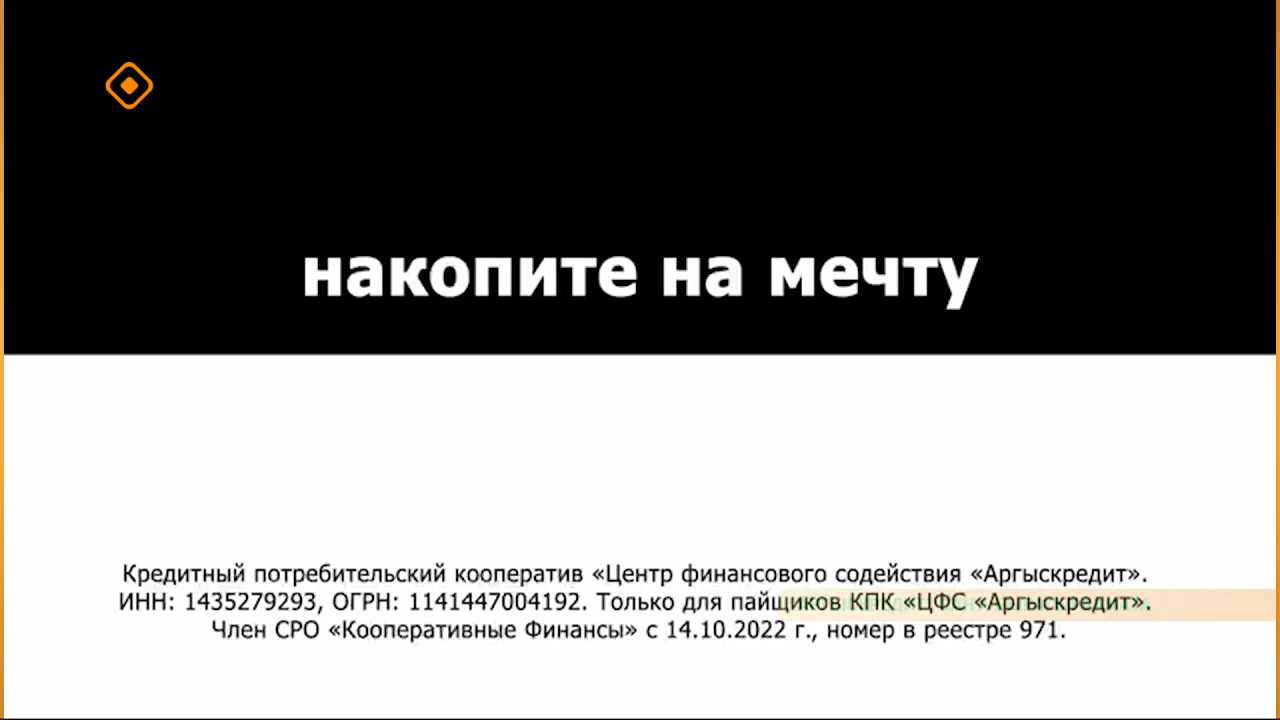 накопите на мечту
Кредитный потребительский кооператив «Центр финансового содействия «Аргыскредит».
ИНН: 1435279293, ОГРН: 1141447004192. Только для пайщиков КПК «ЦФС «Аргыскредит».
Член СРО «Кооперативные Финансы» с 14.10.2022 г., номер в реестре 971.